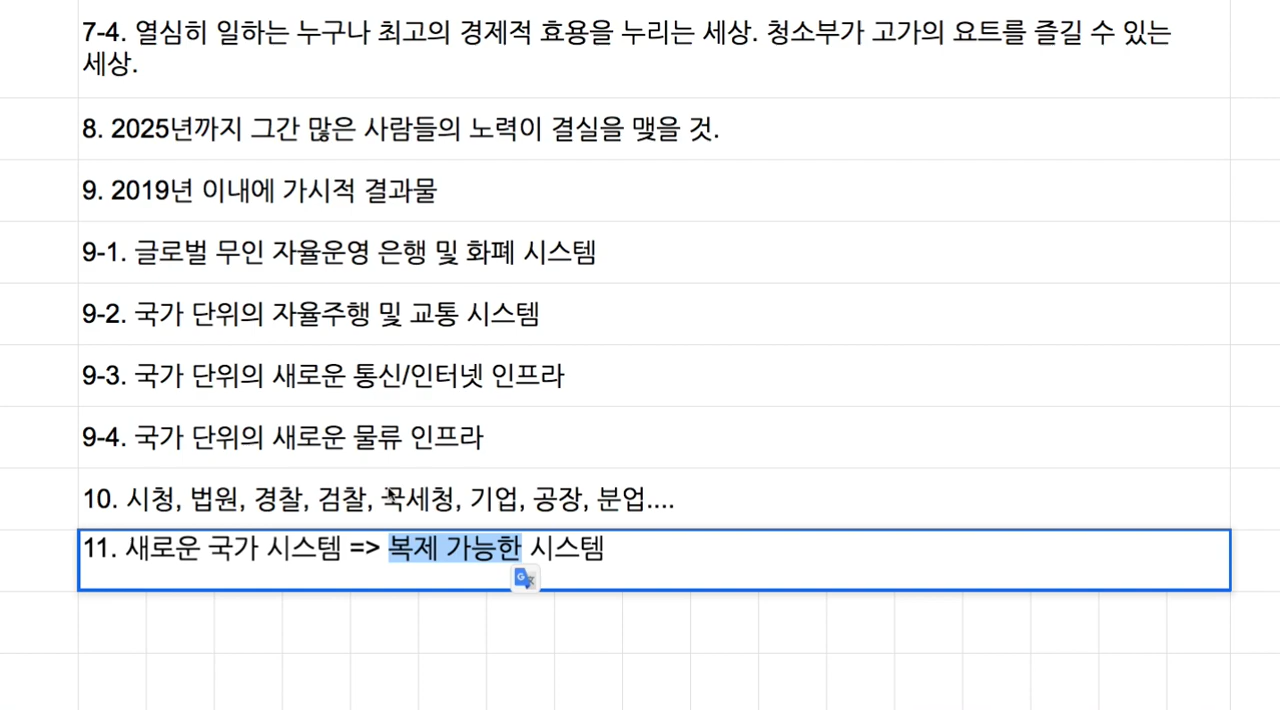 7-4. 열심히 일하는 누구나 최고의 경제적 효용을 누리는 세상. 청소부가 고가의 요트를 즐길 수 있는
세상.
8. 2025년까지 그간 많은 사람들의 노력이 결실을 맺을 것.
9. 2019년 이내에 가시적 결과물
9-1. 글로벌 무인 자율운영 은행 및 화폐 시스템
9-2. 국가 단위의 자율주행 및 교통 시스템
9-3. 국가 단위의 새로운 통신/인터넷 인프라
9-4. 국가 단위의 새로운 물류 인프라
10. 시청, 법원, 경찰, 검찰, 국세청, 기업, 공장, 분업....
11. 새로운 국가 시스템 => 복제 가능한 시스템